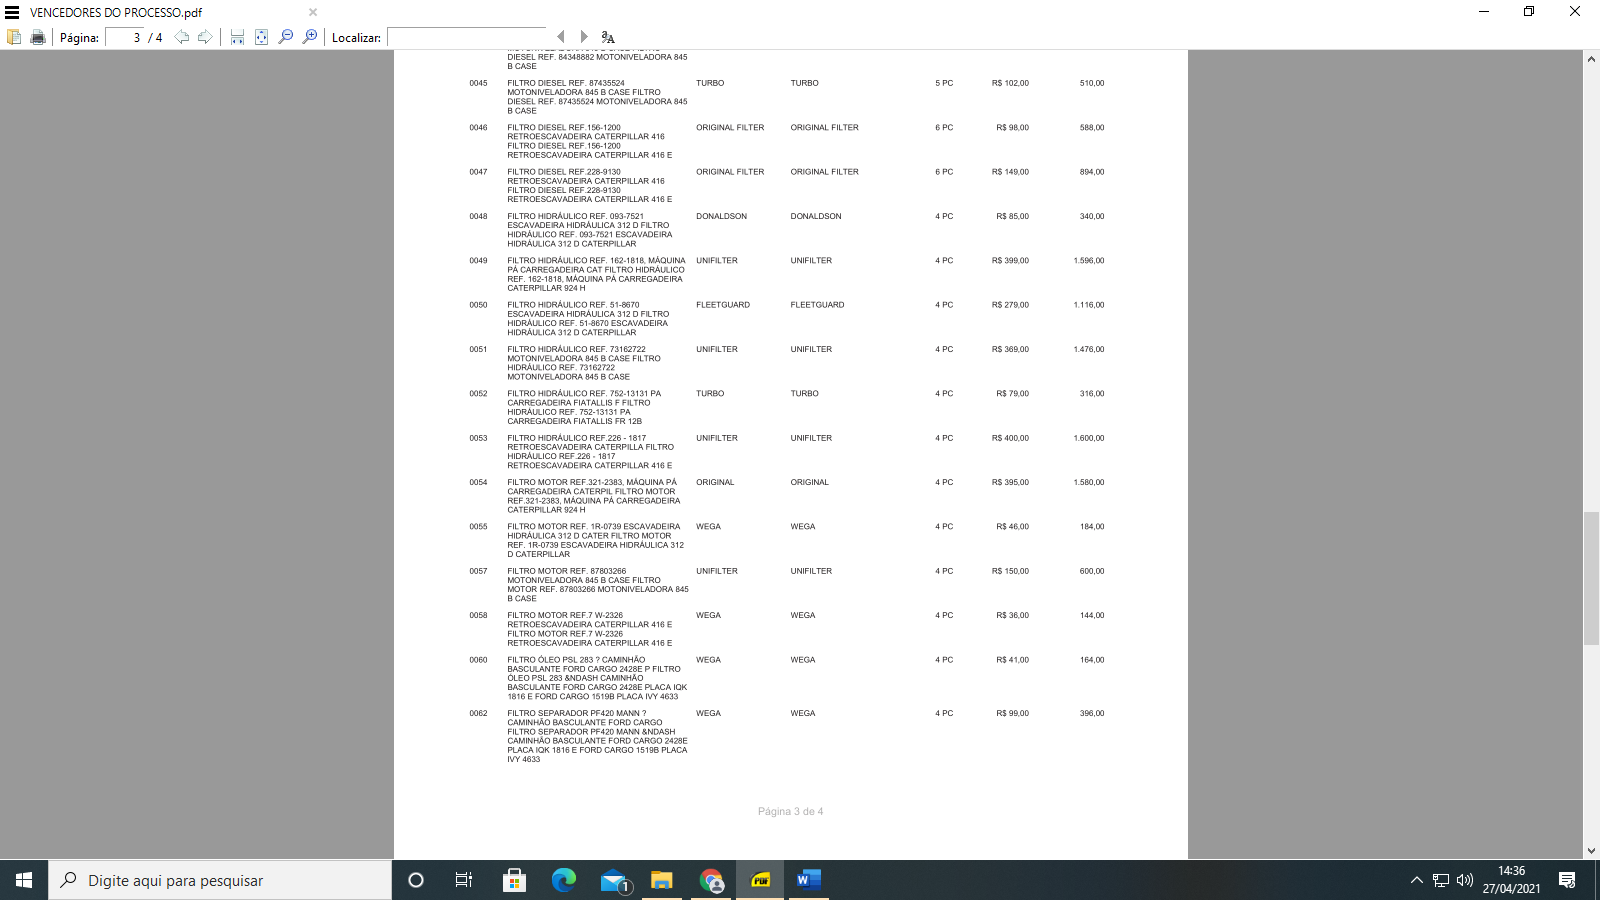 VENCEDORES DO PROCESSO.pdf
Página: 3 / 4 Localizar:
DIESEL REF. 84348882 MOTONIVELADORA 845
B CASE
0045 FILTRO DIESEL REF. 87435524 TURBO TURBO 5 PC R$ 102,00 510,00
MOTONIVELADORA 845 B CASE FILTRO
DIESEL REF. 87435524 MOTONIVELADORA 845
B CASE
0046 FILTRO DIESEL REF.156-1200 ORIGINAL FILTER ORIGINAL FILTER 6 PC R$ 98,00 588,00
RETROESCAVADEIRA CATERPILLAR 416
FILTRO DIESEL REF.156-1200
RETROESCAVADEIRA CATERPILLAR 416 E
0047 FILTRO DIESEL REF.228-9130 ORIGINAL FILTER ORIGINAL FILTER 6 PC R$ 149,00 894,00
RETROESCAVADEIRA CATERPILLAR 416
FILTRO DIESEL REF.228-9130
RETROESCAVADEIRA CATERPILLAR 416 E
0048 FILTRO HIDRÁULICO REF. 093-7521 DONALDSON DONALDSON 4 PC R$ 85,00 340,00
ESCAVADEIRA HIDRÁULICA 312 D FILTRO
HIDRÁULICO REF. 093-7521 ESCAVADEIRA
HIDRÁULICA 312 D CATERPILLAR
0049 FILTRO HIDRÁULICO REF. 162-1818, MÁQUINA UNIFILTER UNIFILTER 4 PC R$ 399,00 1.596,00
PÁ CARREGADEIRA CAT FILTRO HIDRÁULICO
REF. 162-1818, MÁQUINA PÁ CARREGADEIRA
CATERPILLAR 924 H
0050 FILTRO HIDRÁULICO REF. 51-8670 FLEETGUARD FLEETGUARD 4 PC R$ 279,00 1.116,00
ESCAVADEIRA HIDRÁULICA 312 D FILTRO
HIDRÁULICO REF. 51-8670 ESCAVADEIRA
HIDRÁULICA 312 D CATERPILLAR
0051 FILTRO HIDRÁULICO REF. 73162722 UNIFILTER UNIFILTER 4 PC R$ 369,00 1.476,00
MOTONIVELADORA 845 B CASE FILTRO
HIDRÁULICO REF. 73162722
MOTONIVELADORA 845 B CASE
0052 FILTRO HIDRÁULICO REF. 752-13131 PA TURBO TURBO 4 PC R$ 79,00 316,00
CARREGADEIRA FIATALLIS F FILTRO
HIDRÁULICO REF. 752-13131 PA
CARREGADEIRA FIATALLIS FR 12B
0053 FILTRO HIDRÁULICO REF.226 - 1817 UNIFILTER UNIFILTER 4 PC R$ 400,00 1.600,00
RETROESCAVADEIRA CATERPILLA FILTRO
HIDRÁULICO REF.226 - 1817
RETROESCAVADEIRA CATERPILLAR 416 E
0054 FILTRO MOTOR REF.321-2383, MÁQUINA PÁ ORIGINAL ORIGINAL 4 PC R$ 395,00 1.580,00
CARREGADEIRA CATERPIL FILTRO MOTOR
REF.321-2383, MÁQUINA PÁ CARREGADEIRA
CATERPILLAR 924 H
0055 FILTRO MOTOR REF. 1R-0739 ESCAVADEIRA WEGA WEGA 4 PC R$ 46,00 184,00
HIDRÁULICA 312 D CATER FILTRO MOTOR
REF. 1R-0739 ESCAVADEIRA HIDRÁULICA 312
D CATERPILLAR
0057 FILTRO MOTOR REF. 87803266 UNIFILTER UNIFILTER 4 PC R$ 150,00 600,00
MOTONIVELADORA 845 B CASE FILTRO
MOTOR REF. 87803266 MOTONIVELADORA 845
B CASE
0058 FILTRO MOTOR REF.7 W-2326 WEGA WEGA 4 PC R$ 36,00 144,00
RETROESCAVADEIRA CATERPILLAR 416 E
FILTRO MOTOR REF.7 W-2326
RETROESCAVADEIRA CATERPILLAR 416 E
0060 FILTRO ÓLEO PSL 283 ? CAMINHÃO WEGA WEGA 4 PC R$ 41,00 164,00
BASCULANTE FORD CARGO 2428E P FILTRO
ÓLEO PSL 283 &NDASH CAMINHÃO
BASCULANTE FORD CARGO 2428E PLACA IQK
1816 E FORD CARGO 1519B PLACA IVY 4633
0062 FILTRO SEPARADOR PF420 MANN ? WEGA WEGA 4 PC R$ 99,00 396,00
CAMINHÃO BASCULANTE FORD CARGO
FILTRO SEPARADOR PF420 MANN &NDASH
CAMINHÃO BASCULANTE FORD CARGO 2428E
PLACA IQK 1816 E FORD CARGO 1519B PLACA
IVY 4633
Página 3 de 4
Digite aqui para pesquisar
14:36
27/04/2021